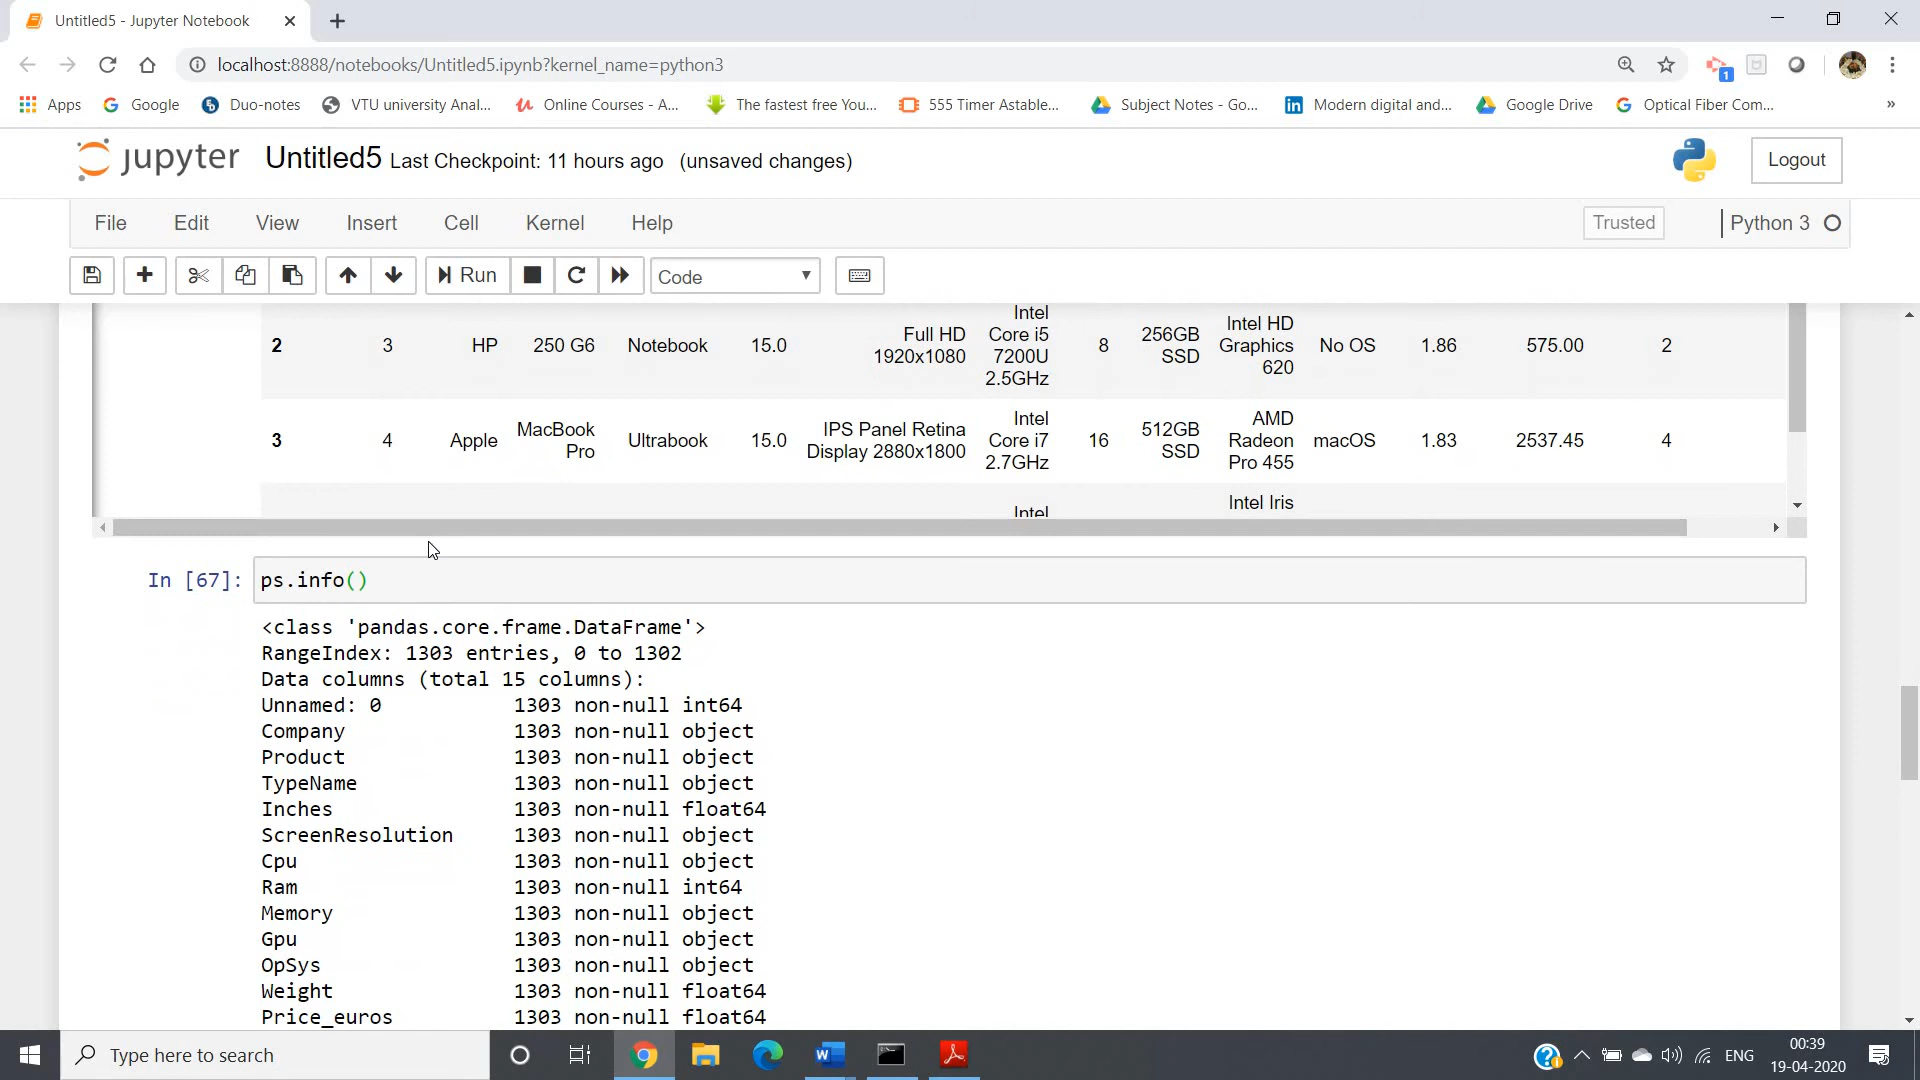 Untitled5 - Jupyter Notebook
localhost:8888/notebooks/Untitled5.ipynb?kernel_name=python3
1
Apps Google Duo-notes VTU university Anal... Online Courses - A... The fastest free You... 555 Timer Astable... Subject Notes - Go... Modern digital and... Google Drive Optical Fiber Com... »
jupyter Untitled5 Last Checkpoint: 11 hours ago (unsaved changes) Logout
File Edit View Insert Cell Kernel Help Trusted Python 3
Run Code
2 3 HP 250 G6 Notebook 15.0 Full HD 1920x1080 Intel Core i5 7200U 2.5GHz 8 256GB SSD Intel HD Graphics 620 No OS 1.86 575.00 2
3 4 Apple MacBook Pro Ultrabook 15.0 IPS Panel Retina Display 2880x1800 Intel Core i7 2.7GHz 16 512GB SSD AMD Radeon Pro 455 macOS 1.83 2537.45 4
Intel Intel Iris
In [67]: ps.info()
<class 'pandas.core.frame.DataFrame'>
RangeIndex: 1303 entries, 0 to 1302
Data columns (total 15 columns):
Unnamed: 0 1303 non-null int64
Company 1303 non-null object
Product 1303 non-null object
TypeName 1303 non-null object
Inches 1303 non-null float64
ScreenResolution 1303 non-null object
Cpu 1303 non-null object
Ram 1303 non-null int64
Memory 1303 non-null object
Gpu 1303 non-null object
OpSys 1303 non-null object
Weight 1303 non-null float64
Price_euros 1303 non-null float64
Type here to search
ENG
00:39
19-04-2020